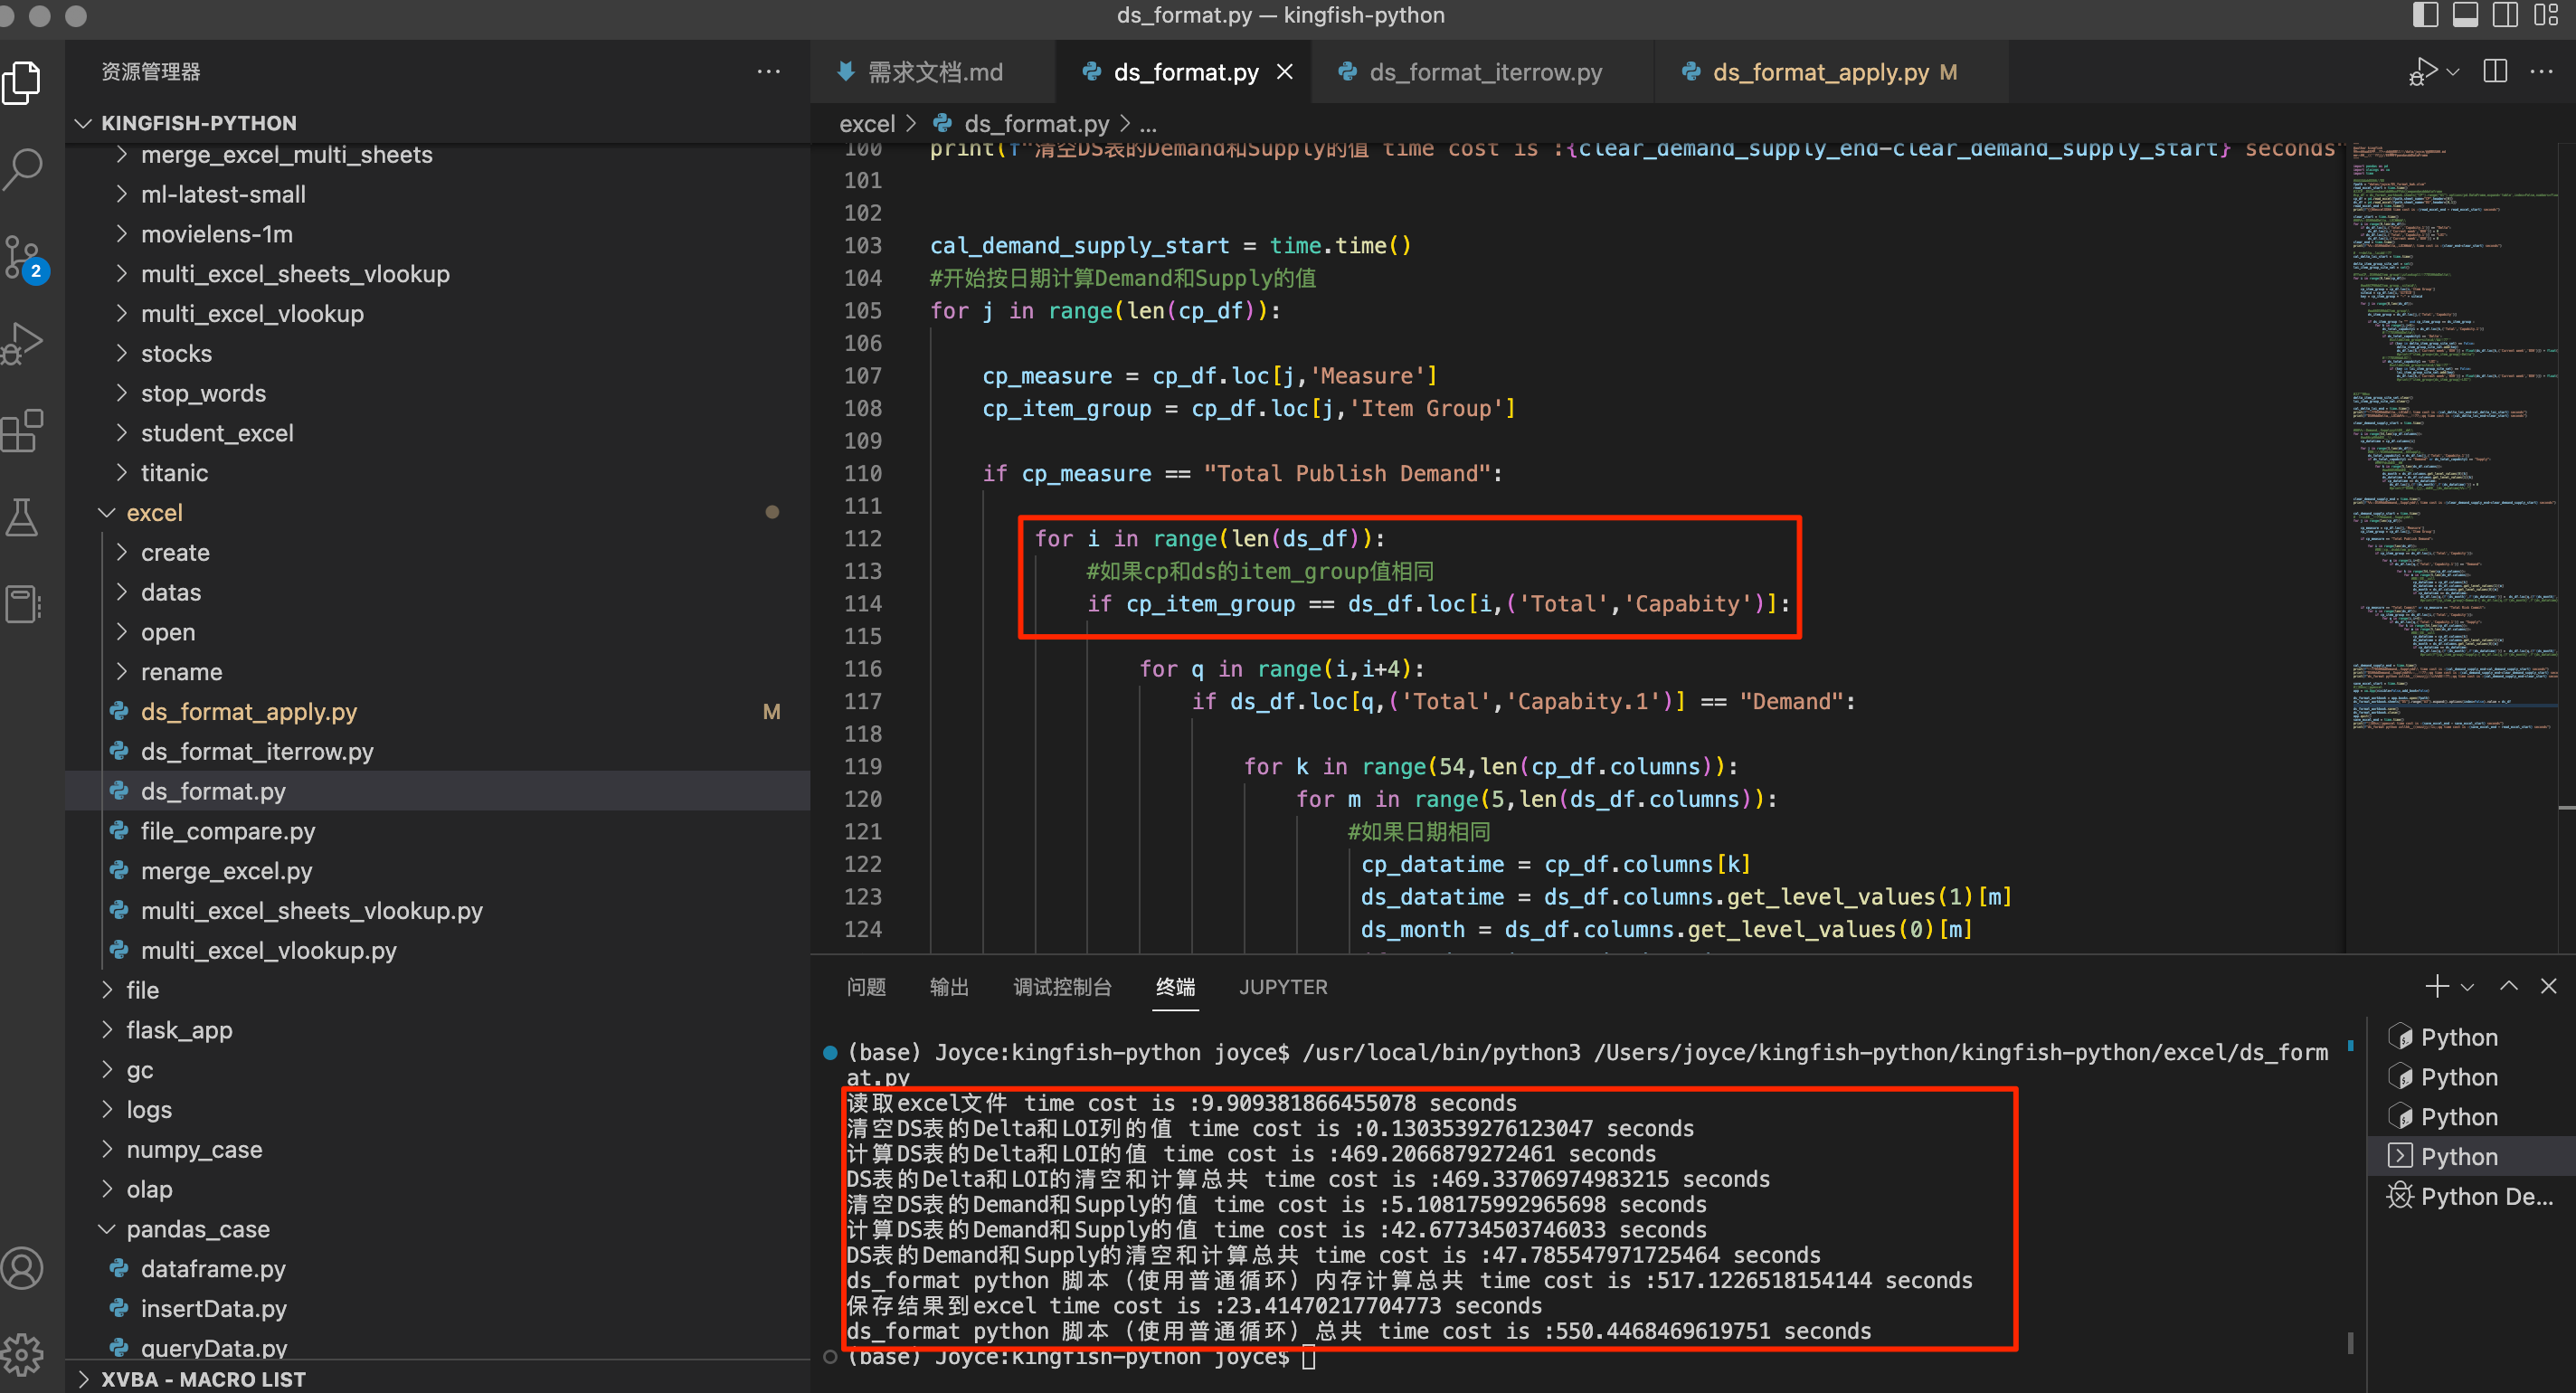 ds_format.py — kingfish-python
资源管理器
KINGFISH-PYTHON
merge_excel_multi_sheets
ml-latest-small
movielens-1m
multi_excel_sheets_vlookup
multi_excel_vlookup
stocks
stop_words
student_excel
titanic
excel
create
datas
open
rename
ds_format_apply.py M
ds_format_iterrow.py
ds_format.py
file_compare.py
merge_excel.py
multi_excel_sheets_vlookup.py
multi_excel_vlookup.py
file
flask_app
gc
logs
numpy_case
olap
pandas_case
dataframe.py
insertData.py
queryData.py
XVBA - MACRO LIST
2
需求文档.md ds_format.py ds_format_iterrow.py ds_format_apply.py M
excel > ds_format.py > ...
100 print(f"清空DS表的Demand和Supply的值 time cost is :{clear_demand_supply_end-clear_demand_supply_start} seconds"
101
102
103 cal_demand_supply_start = time.time()
104 #开始按日期计算Demand和Supply的值
105 for j in range(len(cp_df)):
106
107 cp_measure = cp_df.loc[j,'Measure']
108 cp_item_group = cp_df.loc[j,'Item Group']
109
110 if cp_measure == "Total Publish Demand":
111
112 for i in range(len(ds_df)):
113 #如果cp和ds的item_group值相同
114 if cp_item_group == ds_df.loc[i,('Total','Capabity')]:
115
116 for q in range(i,i+4):
117 if ds_df.loc[q,('Total','Capabity.1')] == "Demand":
118
119 for k in range(54,len(cp_df.columns)):
120 for m in range(5,len(ds_df.columns)):
121 #如果日期相同
122 cp_datatime = cp_df.columns[k]
123 ds_datatime = ds_df.columns.get_level_values(1)[m]
124 ds_month = ds_df.columns.get_level_values(0)[m]
问题 输出 调试控制台 终端 JUPYTER
(base) Joyce:kingfish-python joyce$ /usr/local/bin/python3 /Users/joyce/kingfish-python/kingfish-python/excel/ds_form
at.py
读取excel文件 time cost is :9.909381866455078 seconds
清空DS表的Delta和LOI列的值 time cost is :0.1303539276123047 seconds
计算DS表的Delta和LOI的值 time cost is :469.2066879272461 seconds
DS表的Delta和LOI的清空和计算总共 time cost is :469.33706974983215 seconds
清空DS表的Demand和Supply的值 time cost is :5.108175992965698 seconds
计算DS表的Demand和Supply的值 time cost is :42.67734503746033 seconds
DS表的Demand和Supply的清空和计算总共 time cost is :47.785547971725464 seconds
ds_format python 脚本（使用普通循环）内存计算总共 time cost is :517.1226518154144 seconds
保存结果到excel time cost is :23.41470217704773 seconds
ds_format python 脚本（使用普通循环）总共 time cost is :550.4468469619751 seconds
(base) Joyce:kingfish-python joyce$
Python
Python
Python
Python
Python De...